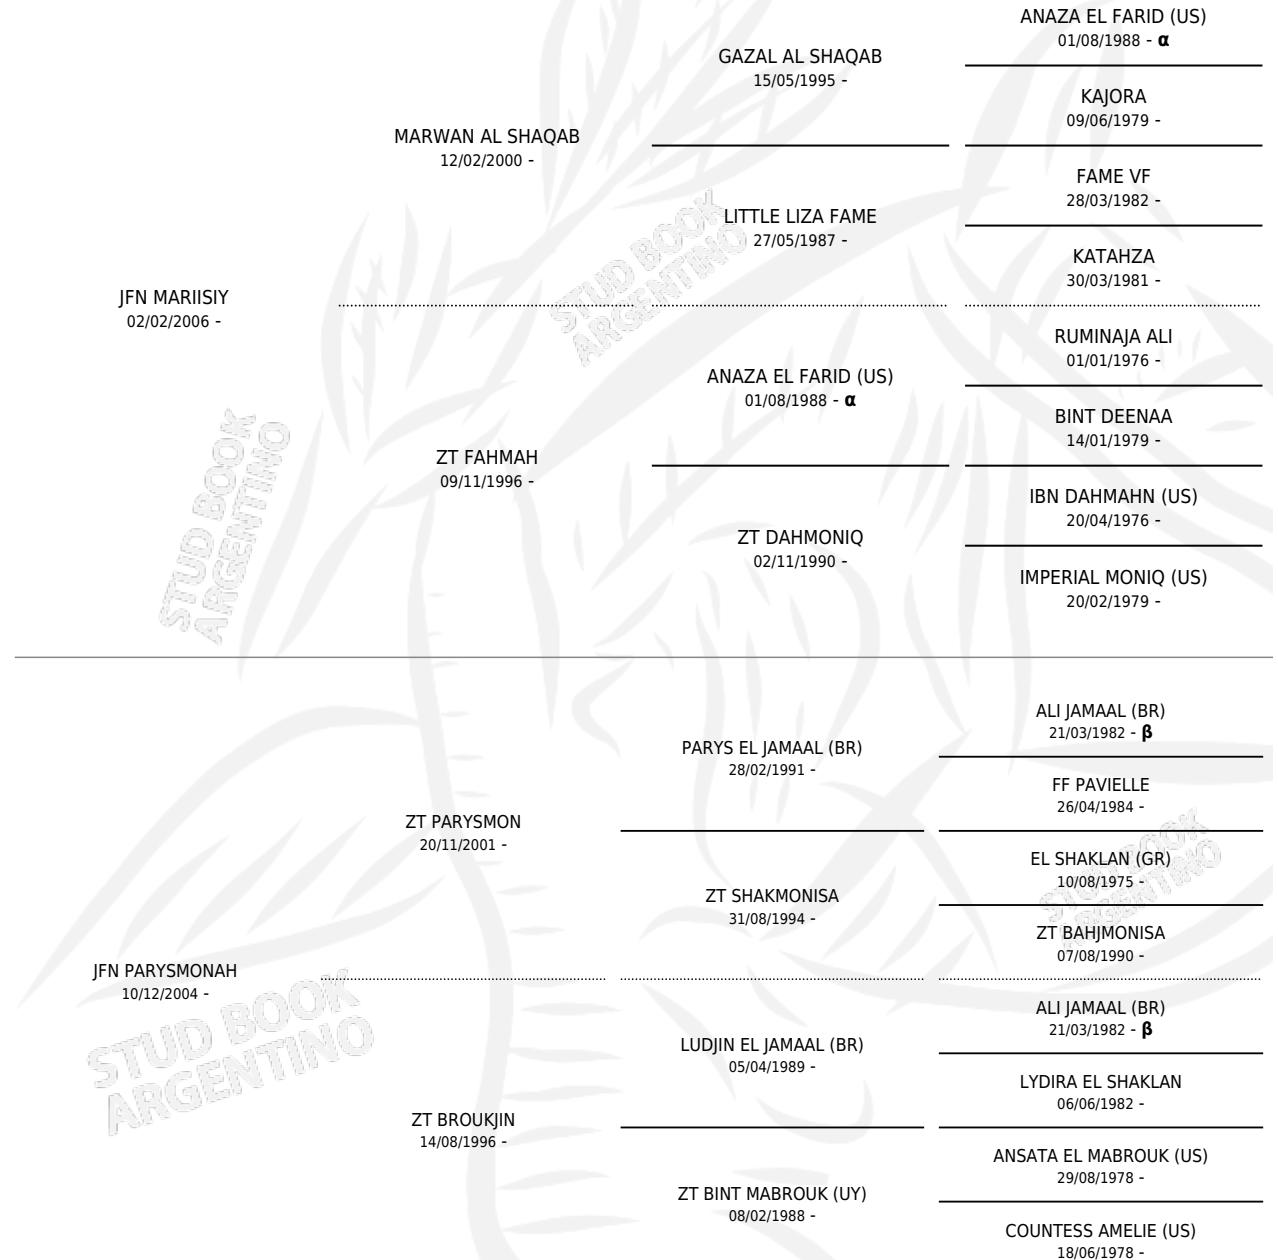 ANAZA EL FARID (US)
01/08/1988 - α
GAZAL AL SHAQAB
15/05/1995 -
KAJORA
09/06/1979 -
MARWAN AL SHAQAB
12/02/2000 -
FAME VF
28/03/1982 -
LITTLE LIZA FAME
27/05/1987 -
KATAHZA
30/03/1981 -
STUD BOOK
ARGENTINO
JFN MARIISIY
02/02/2006 -
RUMINAJA ALI
01/01/1976 -
ANAZA EL FARID (US)
01/08/1988 - α
BINT DEENAA
14/01/1979 -
ZT FAHMAH
09/11/1996 -
IBN DAHMAHN (US)
20/04/1976 -
ZT DAHMONIQ
02/11/1990 -
IMPERIAL MONIQ (US)
20/02/1979 -
STUD BOOK
ARGENTINO
ALI JAMAAL (BR)
21/03/1982 - β
PARYS EL JAMAAL (BR)
28/02/1991 -
FF PAVIELLE
26/04/1984 -
ZT PARYSMON
20/11/2001 -
EL SHAKLAN (GR)
10/08/1975 -
ZT SHAKMONISA
31/08/1994 -
ZT BAHJMONISA
07/08/1990 -
STUD BOOK
ARGENTINO
JFN PARYSMONAH
10/12/2004 -
ALI JAMAAL (BR)
21/03/1982 - β
LUDJIN EL JAMAAL (BR)
05/04/1989 -
LYDIRA EL SHAKLAN
06/06/1982 -
STUD BOOK
ARGENTINO
ZT BROUKJIN
14/08/1996 -
ANSATA EL MABROUK (US)
29/08/1978 -
ZT BINT MABROUK (UY)
08/02/1988 -
COUNTESS AMELIE (US)
18/06/1978 -